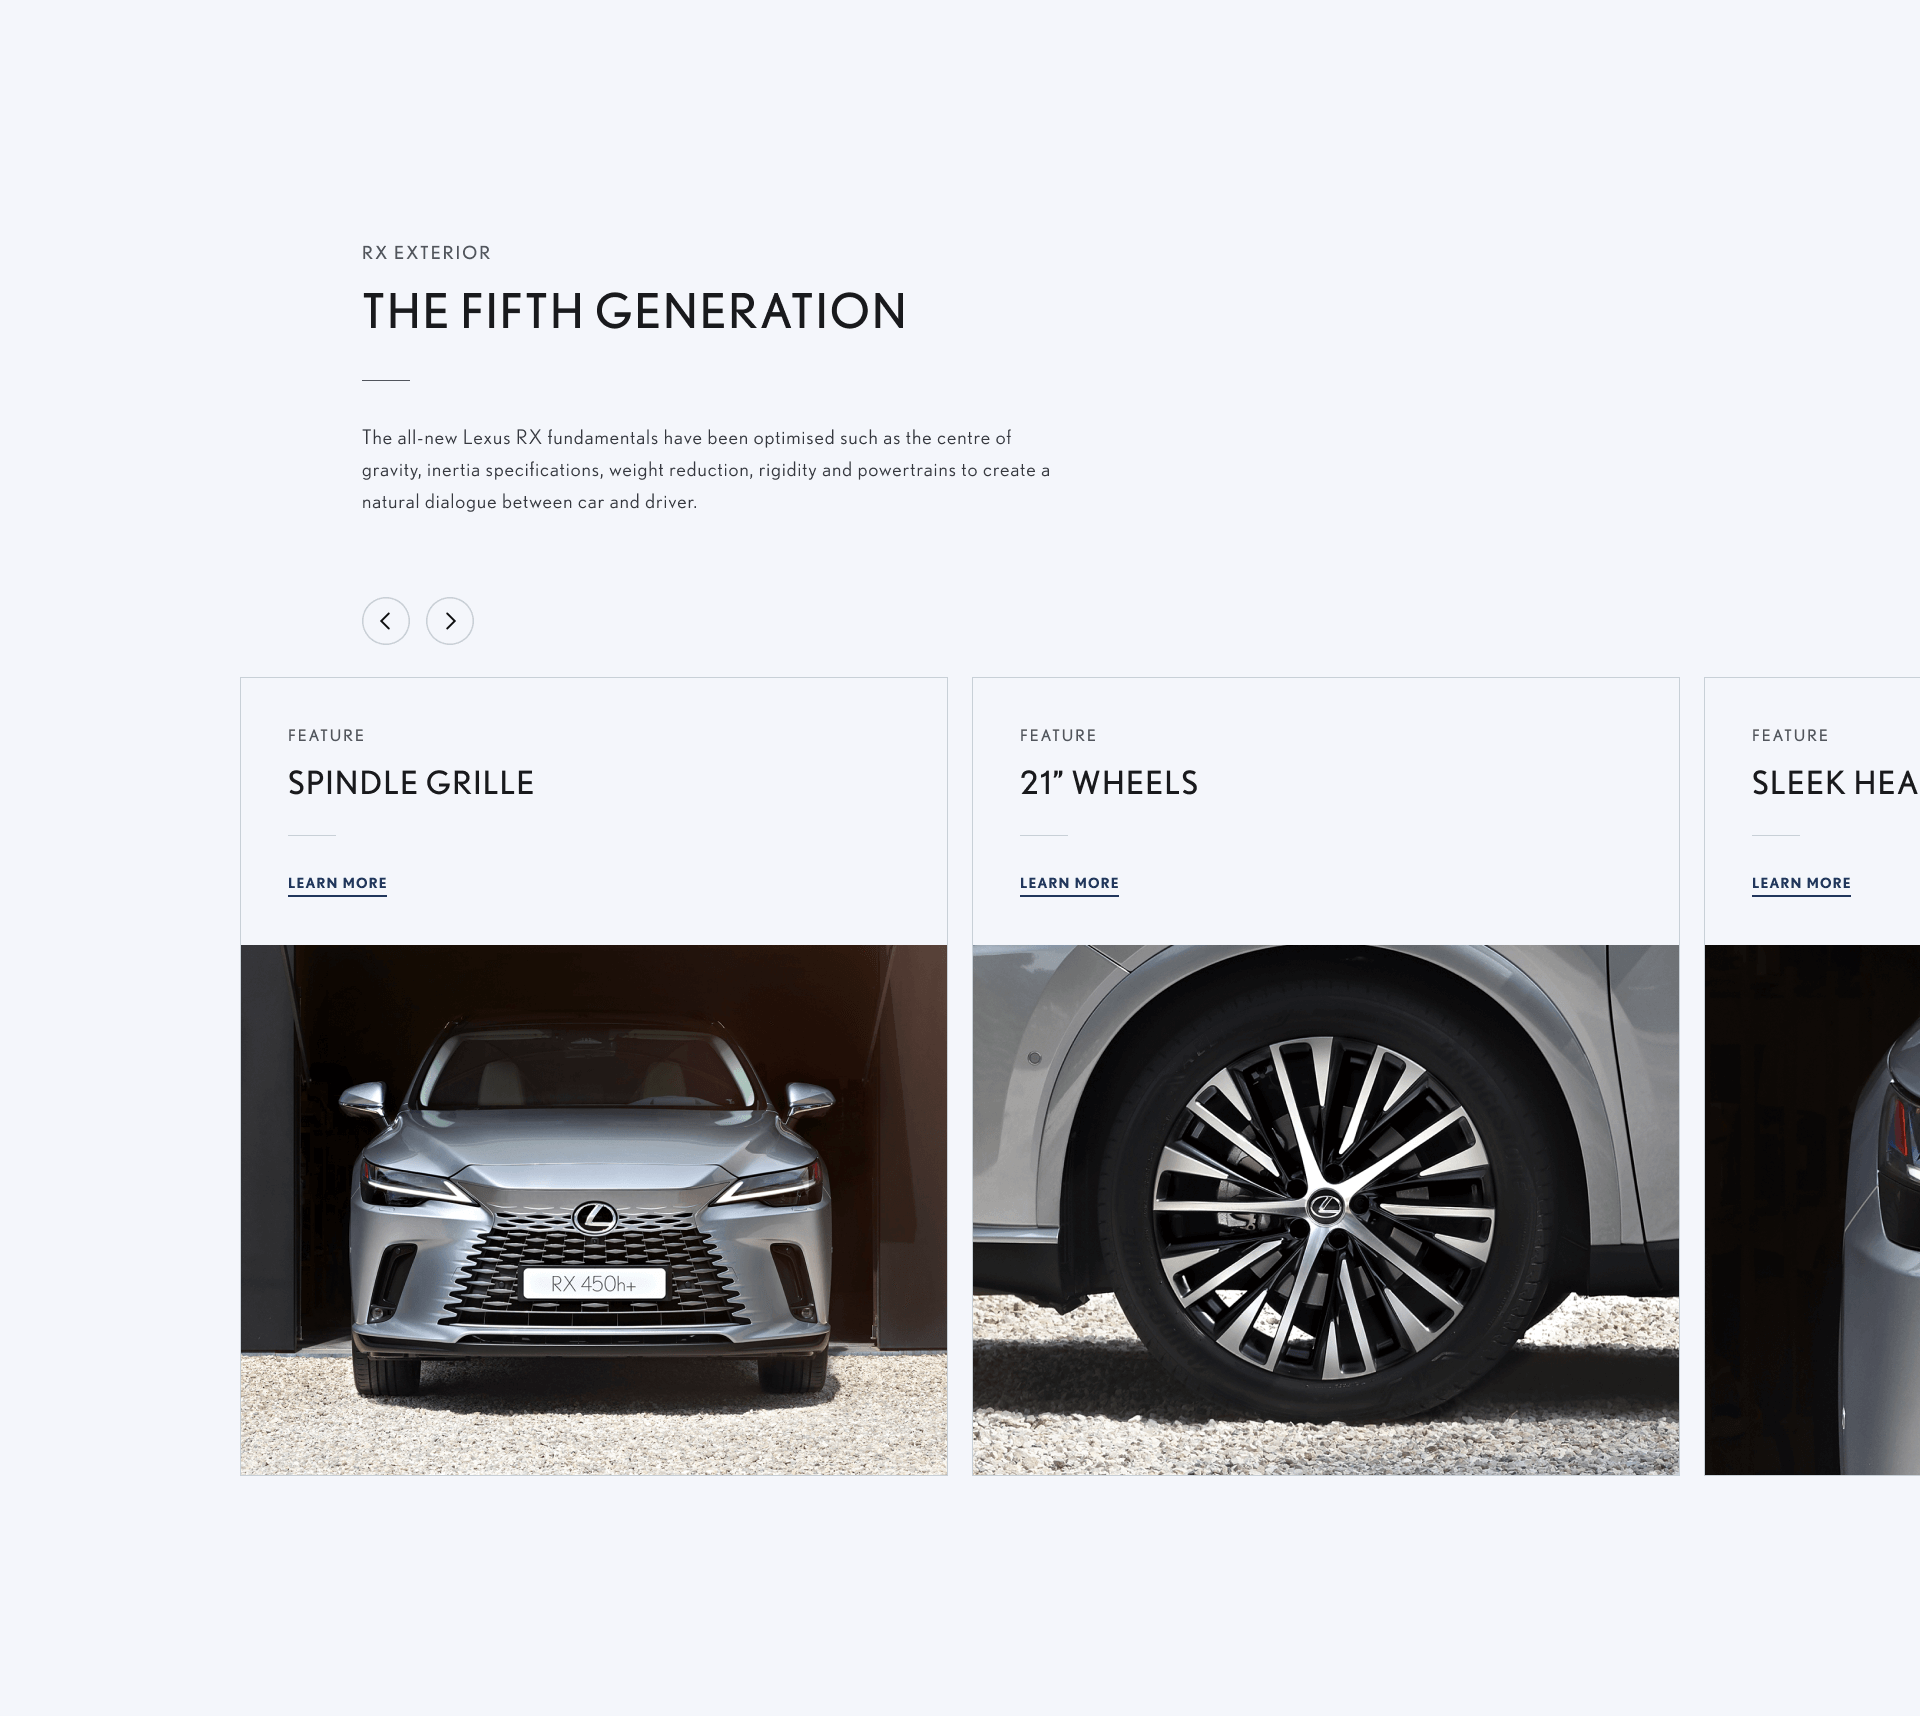 RX EXTERIOR
THE FIFTH GENERATION
The all-new Lexus RX fundamentals have been optimised such as the centre of
gravity, inertia specifications, weight reduction, rigidity and powertrains to create a
natural dialogue between car and driver.
FEATURE
SPINDLE GRILLE
LEARN MORE
RX 450h+
FEATURE
21” WHEELS
LEARN MORE
FEATURE
SLEEK
LEARN MORE